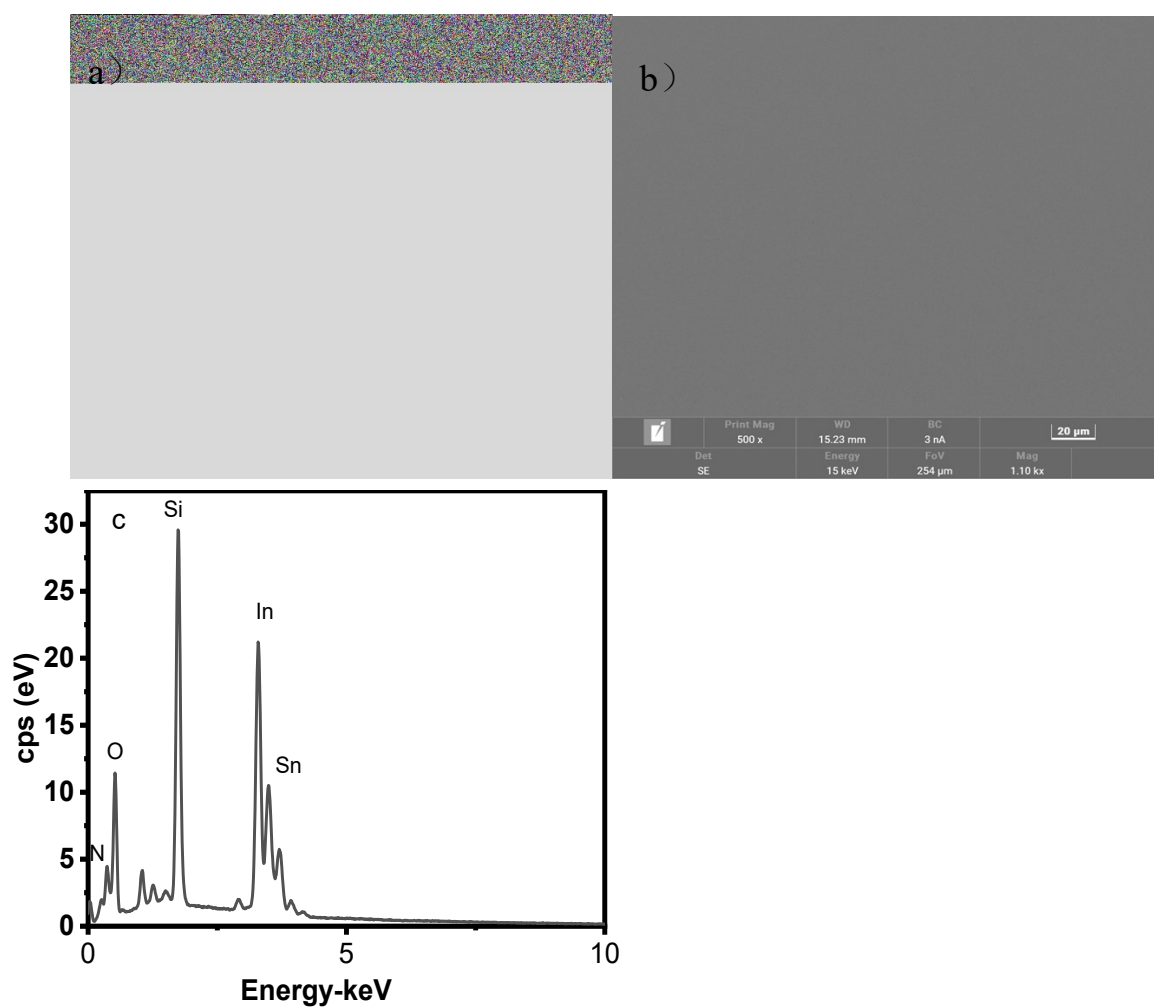 a）
b）
Print Mag WD BC
500 x 15.23 mm 3 nA 20 µm
Det Energy FoV Mag
SE 15 keV 254 µm 1.10 kx
c
Si
In
Sn
O
N
cps (eV)
30
25
20
15
10
5
0
0 5 10
Energy-keV